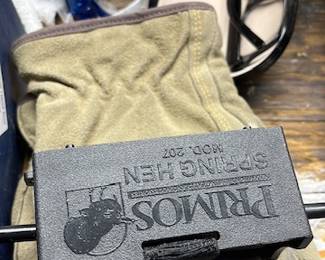 PRIMOS
SPRING HEN
MOD. 207